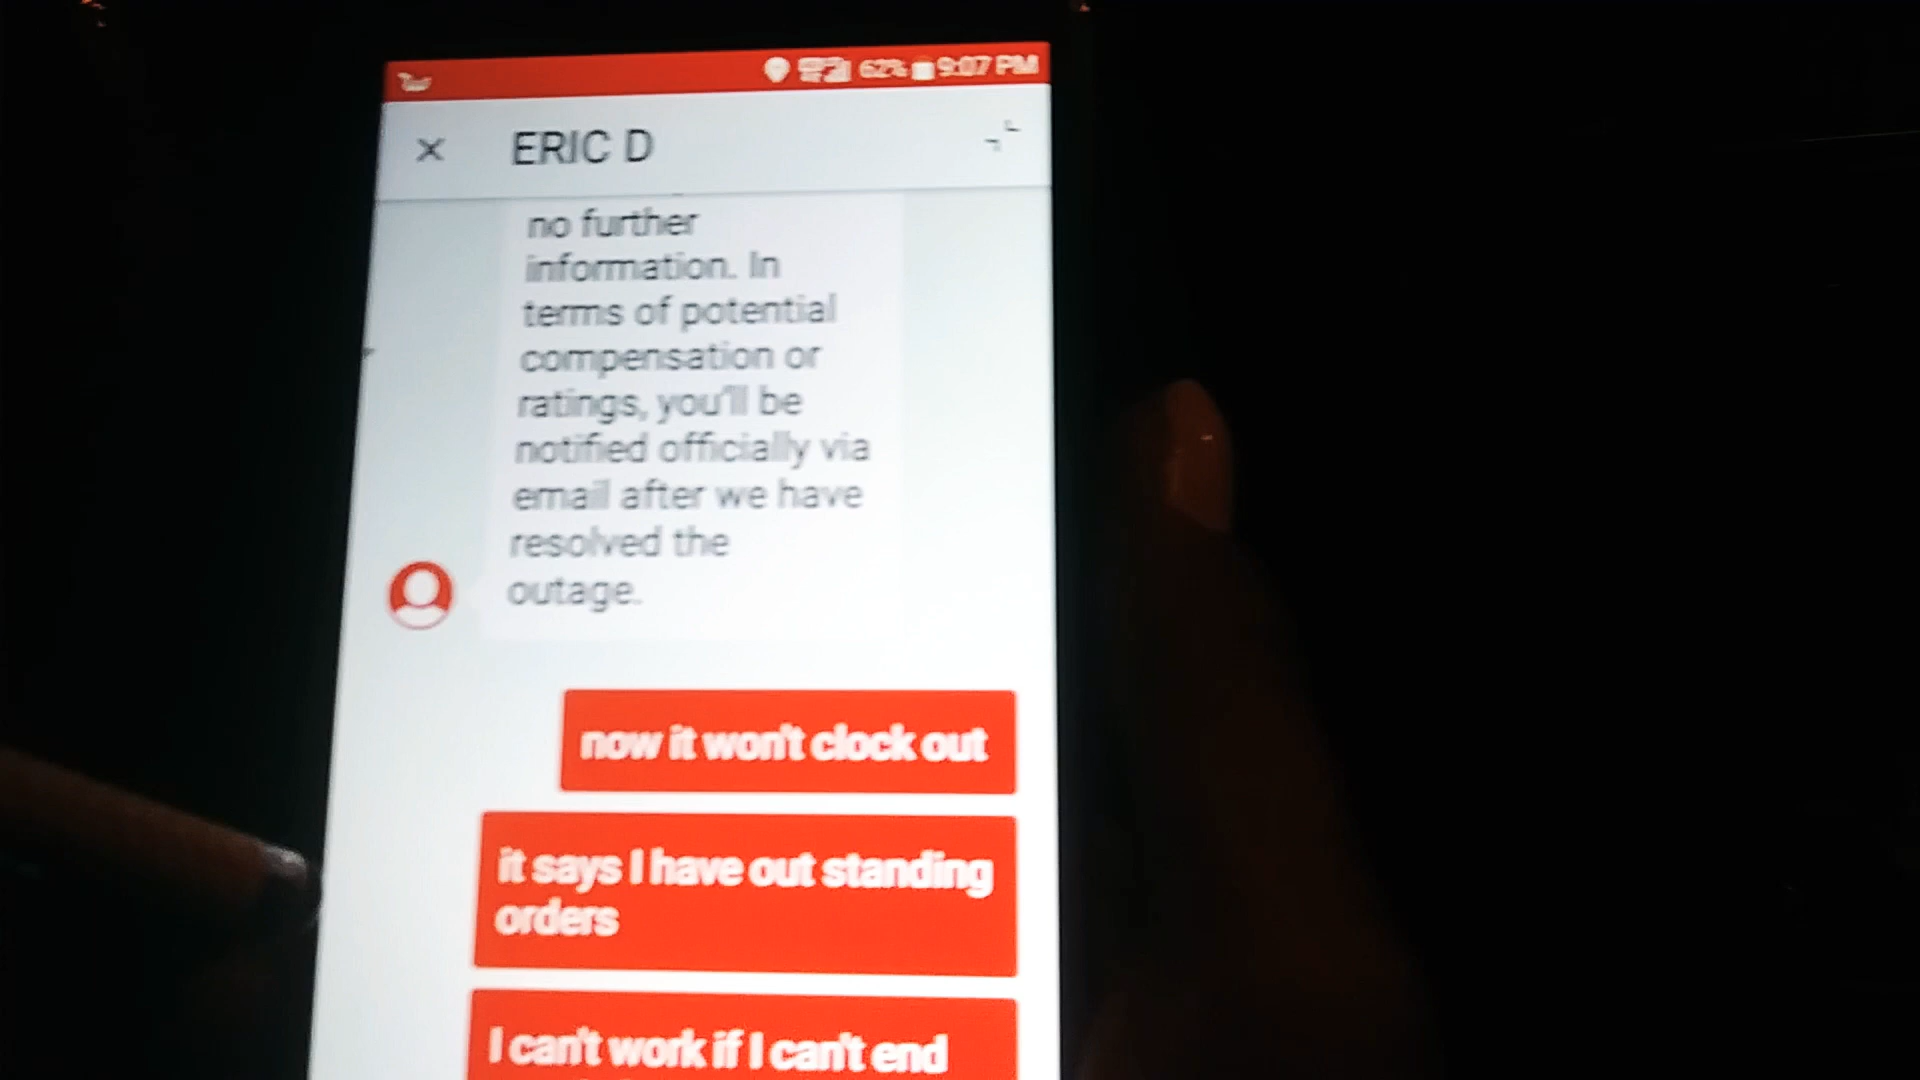 62% 9:07 PM
ERIC D
no further
information. In
terms of potential
compensation or
ratings, you'll be
notified officially via
email after we have
resolved the
outage.
now it won't clock out
it says I have out standing
orders
I can't work if I can't end